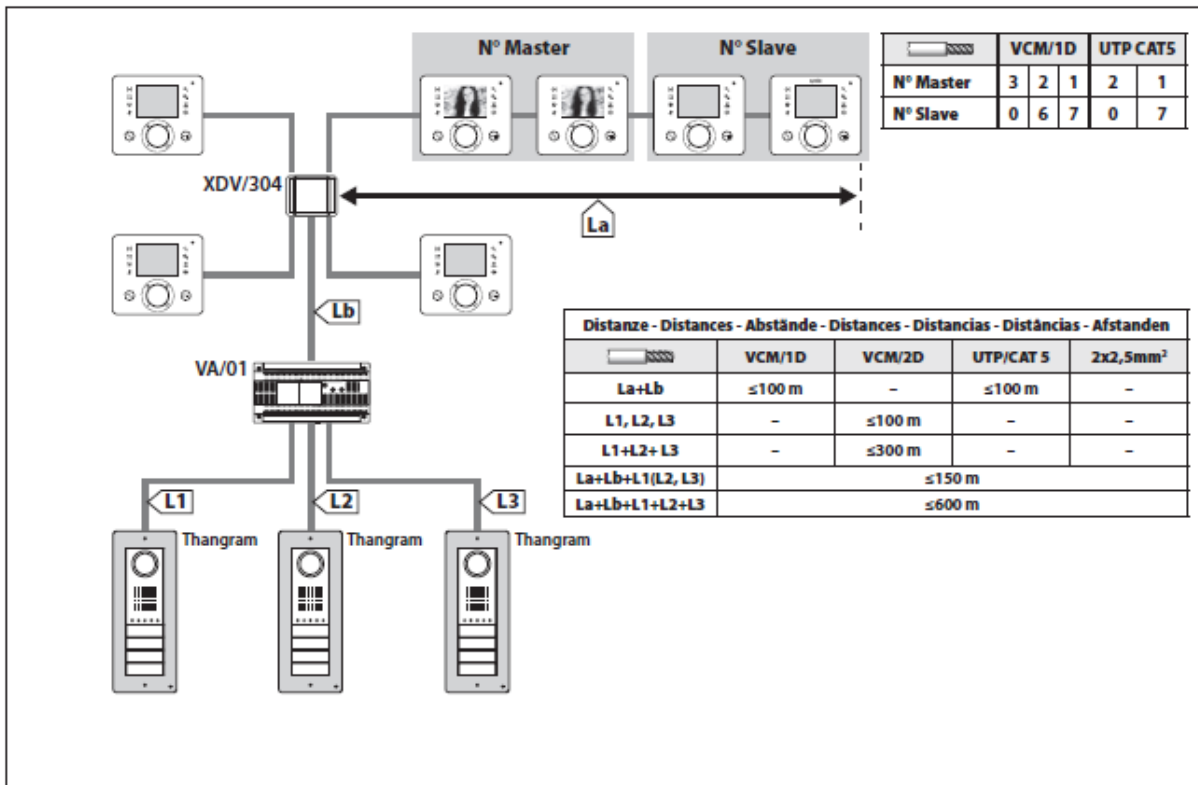 N° Master N° Slave
VCM/1D UTP CAT5
N° Master 3 2 1 2 1
N° Slave 0 6 7 0 7
XDV/304
La
Lb
VA/01
Distanze - Distances - Abstände - Distances - Distancias - Distâncias - Afstanden
VCM/1D VCM/2D UTP/CAT 5 2x2,5mm²
La+Lb ≤100 m – ≤100 m –
L1, L2, L3 – ≤100 m – –
L1+L2+ L3 – ≤300 m – –
La+Lb+L1(L2, L3) ≤150 m
La+Lb+L1+L2+L3 ≤600 m
L1 L2 L3
Thangram Thangram Thangram